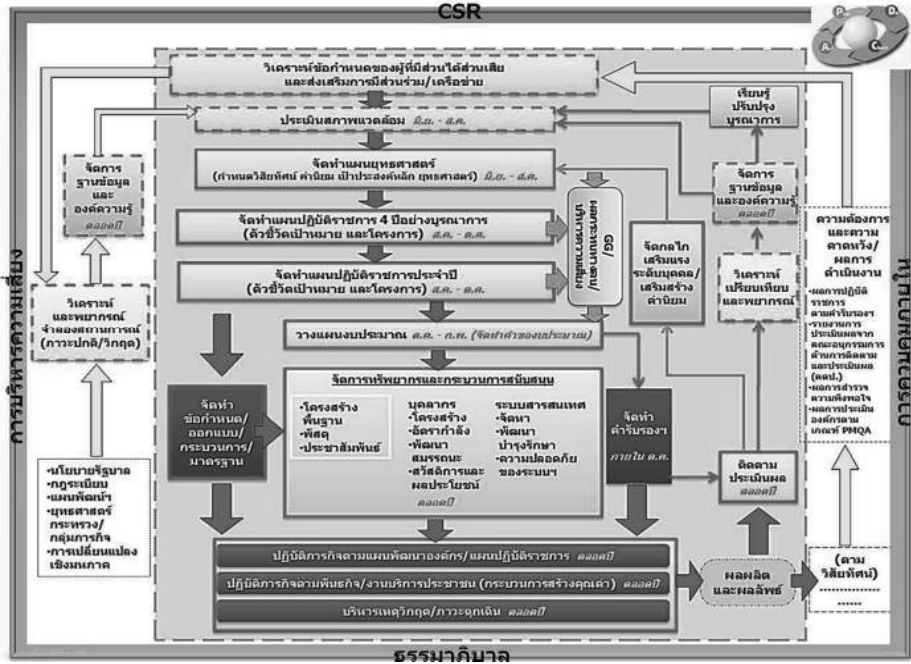 CSR
P
D
C
A
วิเคราะห์ข้อกำหนดของผู้ที่มีส่วนได้ส่วนเสีย
และส่งเสริมการมีส่วนร่วม/เครือข่าย
ประเมินสภาพแวดล้อม มิ.ย. - ส.ค.
จัดทำแผนยุทธศาสตร์
(กำหนดวิสัยทัศน์ ค่านิยม เป้าประสงค์หลัก ยุทธศาสตร์) มิ.ย. - ส.ค.
จัดทำแผนปฏิบัติราชการ 4 ปีอย่างบูรณาการ
(ตัวชี้วัดเป้าหมาย และโครงการ) ส.ค. - ต.ค.
จัดทำแผนปฏิบัติราชการประจำปี
(ตัวชี้วัดเป้าหมาย และโครงการ) ส.ค. - ต.ค.
วางแผนงบประมาณ ต.ค. - ก.พ. (จัดทำคำของบประมาณ)
GG/
ผลกระทบทางลบ/
บริหารความเสี่ยง
จัดกลไก
เสริมแรง
ระดับบุคคล/
เสริมสร้าง
ค่านิยม
เรียนรู้
ปรับปรุง
บูรณาการ
จัดการ
ฐานข้อมูล
และองค์ความรู้
ตลอดปี
วิเคราะห์
เปรียบเทียบ
และพยากรณ์
จัดการ
ฐานข้อมูล
และ
องค์ความรู้
ตลอดปี
วิเคราะห์
และพยากรณ์
จำลองสถานการณ์
(ภาวะปกติ/วิกฤต)
•นโยบายรัฐบาล
•กฎระเบียบ
•แผนพัฒน์ฯ
•ยุทธศาสตร์
กระทรวง/
กลุ่มภารกิจ
•การเปลี่ยนแปลง
เชิงมหภาค
จัดทำ
ข้อกำหนด/
ออกแบบ/
กระบวนการ/
มาตรฐาน
จัดการทรัพยากรและกระบวนการสนับสนุน
•โครงสร้าง
พื้นฐาน
•พัสดุ
•ประชาสัมพันธ์
บุคลากร
•โครงสร้าง
อัตรากำลัง
•พัฒนา
สมรรถนะ
•สวัสดิการและ
ผลประโยชน์
ตลอดปี
ระบบสารสนเทศ
•จัดหา
•พัฒนา
บำรุงรักษา
•ความปลอดภัย
ของระบบฯ
จัดทำ
คำรับรองฯ
ภายใน ต.ค.
ติดตาม
ประเมินผล
ตลอดปี
ความต้องการ
และความ
คาดหวัง/
ผลการ
ดำเนินงาน
•ผลการปฏิบัติ
ราชการ
ตามคำรับรองฯ
•รายงานการ
ประเมินผลจาก
คณะอนุกรรมการ
ด้านการติดตาม
และประเมินผล
(คตป.)
•ผลการสำรวจ
ความพึงพอใจ
•ผลการประเมิน
องค์กรตาม
เกณฑ์ PMQA
ปฏิบัติภารกิจตามแผนพัฒนาองค์กร/แผนปฏิบัติราชการ ตลอดปี
ปฏิบัติภารกิจตามพันธกิจ/งานบริการประชาชน (กระบวนการสร้างคุณค่า) ตลอดปี
บริหารเหตุวิกฤต/ภาวะฉุกเฉิน ตลอดปี
ผลผลิต
และผลลัพธ์
(ตาม
วิสัยทัศน์)
................
......
การบริหารความเสี่ยง
การควบคุมภายใน
ธรรมาภิบาล